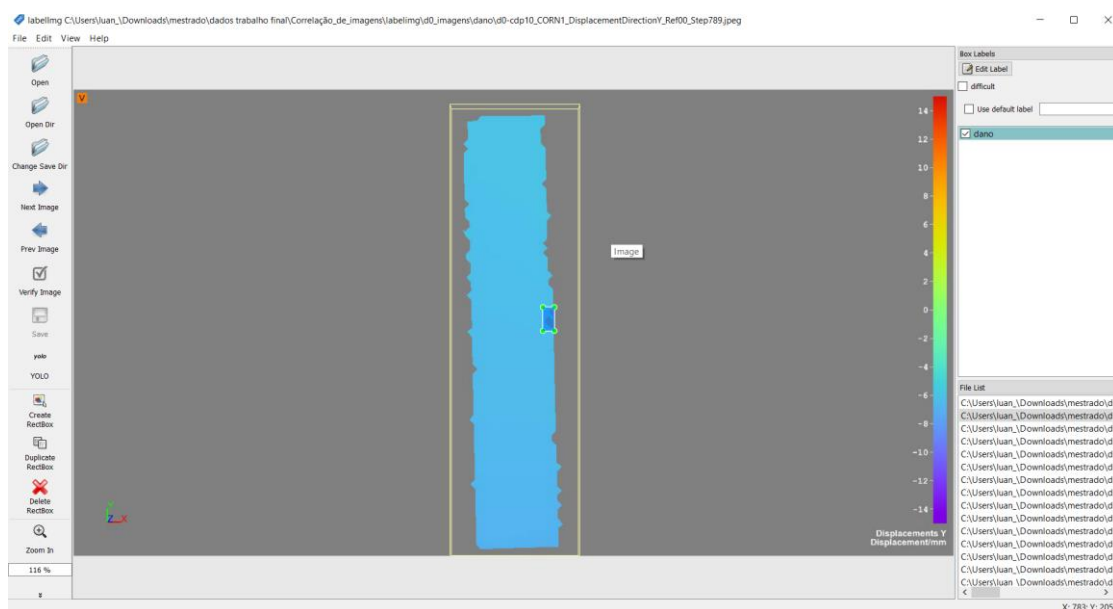 labelImg C:\Users\luan_\Downloads\mestrado\dados trabalho final\Correlação_de_imagens\labelimg\d0_imagens\dano\d0-cdp10_CORN1_DisplacementDirectionY_Ref00_Step789.jpeg
File Edit View Help
Open
Open Dir
Change Save Dir
Next Image
Prev Image
Verify Image
Save
yolo
YOLO
Create
RectBox
Duplicate
RectBox
Delete
RectBox
Zoom In
116 %
V
Image
Y
Z X
14
12
10
8
6
4
2
0
-2
-4
-6
-8
-10
-12
-14
Displacements Y
Displacement/mm
Box Labels
Edit Label
difficult
Use default label
dano
File List
C:\Users\luan_\Downloads\mestrado\d
C:\Users\luan_\Downloads\mestrado\d
C:\Users\luan_\Downloads\mestrado\d
C:\Users\luan_\Downloads\mestrado\d
C:\Users\luan_\Downloads\mestrado\d
C:\Users\luan_\Downloads\mestrado\d
C:\Users\luan_\Downloads\mestrado\d
C:\Users\luan_\Downloads\mestrado\d
C:\Users\luan_\Downloads\mestrado\d
C:\Users\luan_\Downloads\mestrado\d
C:\Users\luan_\Downloads\mestrado\d
C:\Users\luan_\Downloads\mestrado\d
C:\Users\luan_\Downloads\mestrado\d
C:\Users\luan_\Downloads\mestrado\d
C:\Users\luan \Downloads\mestrado\d
X: 783; Y: 205